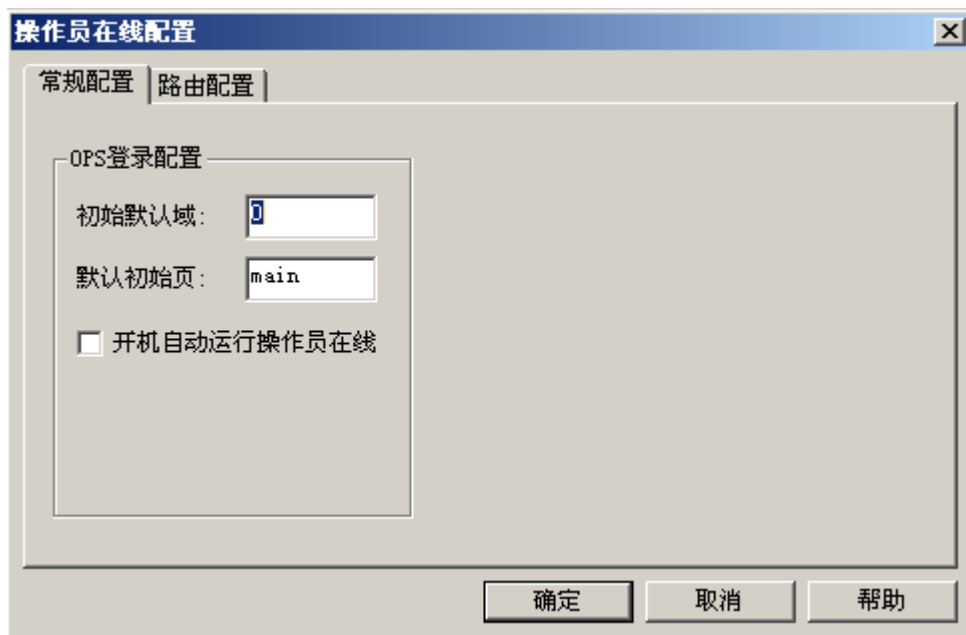 操作员在线配置
常规配置 路由配置
OPS登录配置
初始默认域: 0
默认初始页: main
开机自动运行操作员在线
确定 取消 帮助